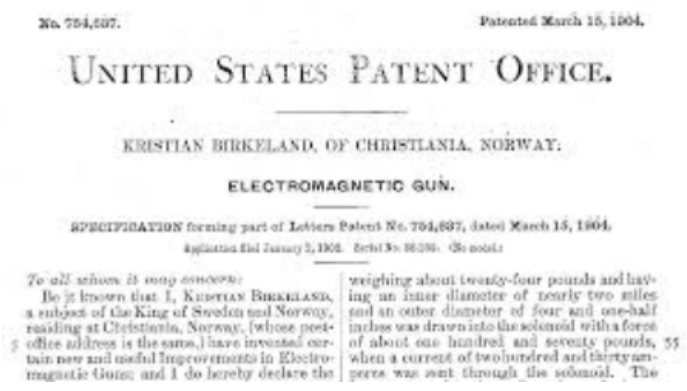 No. 754,637.
Patented March 15, 1904.
UNITED STATES PATENT OFFICE.
KRISTIAN BIRKELAND, OF CHRISTIANIA, NORWAY.
ELECTROMAGNETIC GUN.
SPECIFICATION forming part of Letters Patent No. 754,637, dated March 15, 1904.
Application filed January 2, 1902. Serial No. (No model.)
To all whom it may concern:
Be it known that I, KRISTIAN BIRKELAND,
a subject of the King of Sweden and Norway,
residing at Christiania, Norway, (whose post-
5 office address is the same,) have invented cer-
tain new and useful Improvements in Electro-
magnetic Guns; and I do hereby declare the
weighing about twenty-four pounds and hav-
ing an inner diameter of nearly two miles
and an outer diameter of four and one-half
inches was drawn into the solenoid with a force
of about one hundred and seventy pounds, 55
when a current of two hundred and thirty am-
peres was sent through the solenoid. The